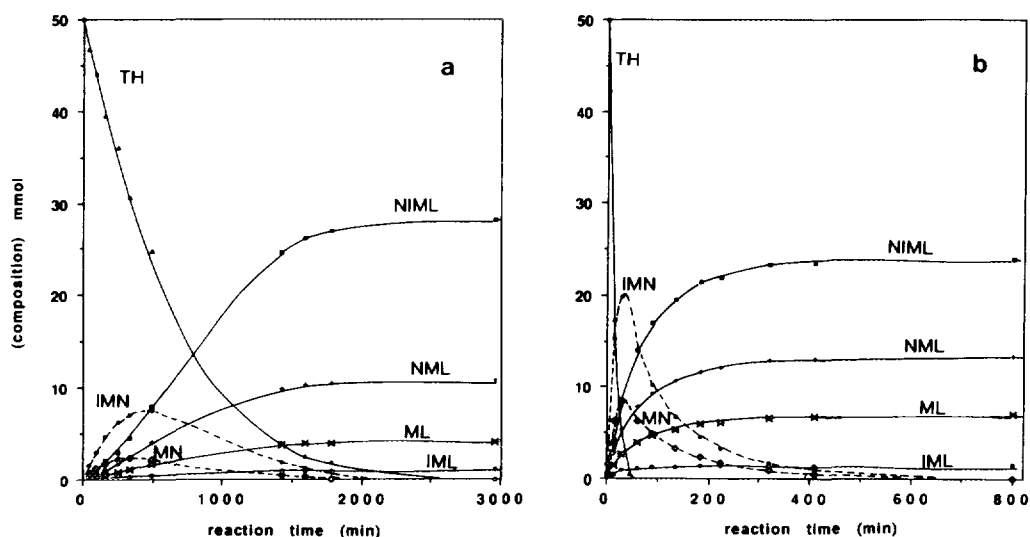 50
40
30
20
10
0
(composition) mmol
a
TH
NIML
NML
IMN
MN
ML
IML
0
1000
2000
3000
reaction time (min)
50
40
30
20
10
0
b
TH
NIML
IMN
NML
MN
ML
IML
0
200
400
600
800
reaction time (min)